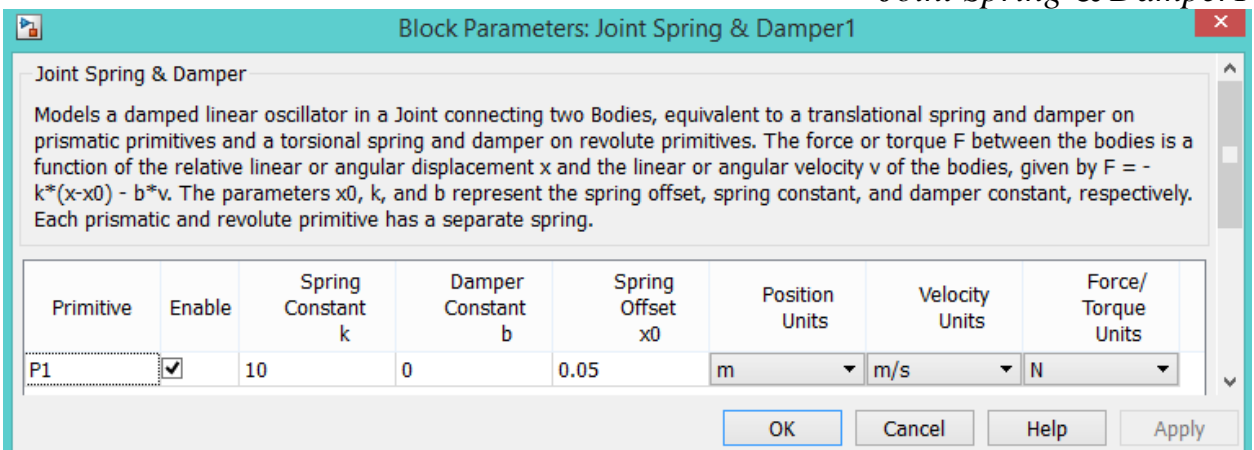 Joint Spring & Damper1
Block Parameters: Joint Spring & Damper1
Joint Spring & Damper
Models a damped linear oscillator in a Joint connecting two Bodies, equivalent to a translational spring and damper on
prismatic primitives and a torsional spring and damper on revolute primitives. The force or torque F between the bodies is a
function of the relative linear or angular displacement x and the linear or angular velocity v of the bodies, given by F = -
k*(x-x0) - b*v. The parameters x0, k, and b represent the spring offset, spring constant, and damper constant, respectively.
Each prismatic and revolute primitive has a separate spring.
Primitive Enable Spring Constant k Damper Constant b Spring Offset x0 Position Units Velocity Units Force/ Torque Units
P1 10 0 0.05 m m/s N
OK Cancel Help Apply